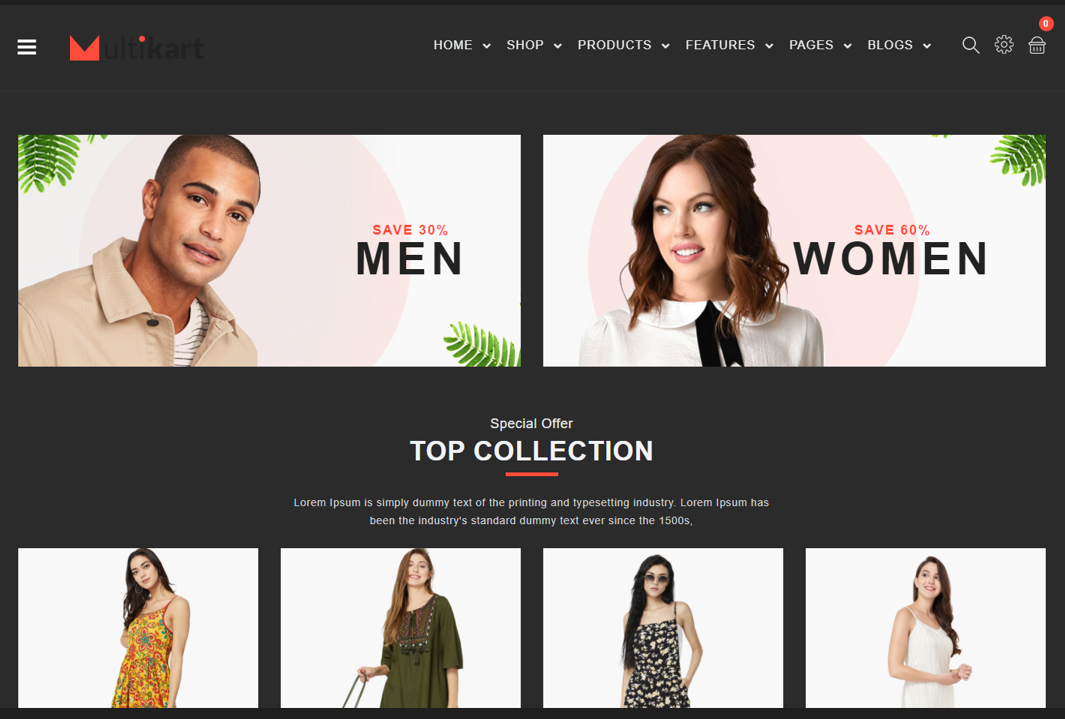 0
Multikart
HOME SHOP PRODUCTS FEATURES PAGES BLOGS
SAVE 30%
MEN
SAVE 60%
WOMEN
Special Offer
TOP COLLECTION
Lorem Ipsum is simply dummy text of the printing and typesetting industry. Lorem Ipsum has
been the industry's standard dummy text ever since the 1500s,